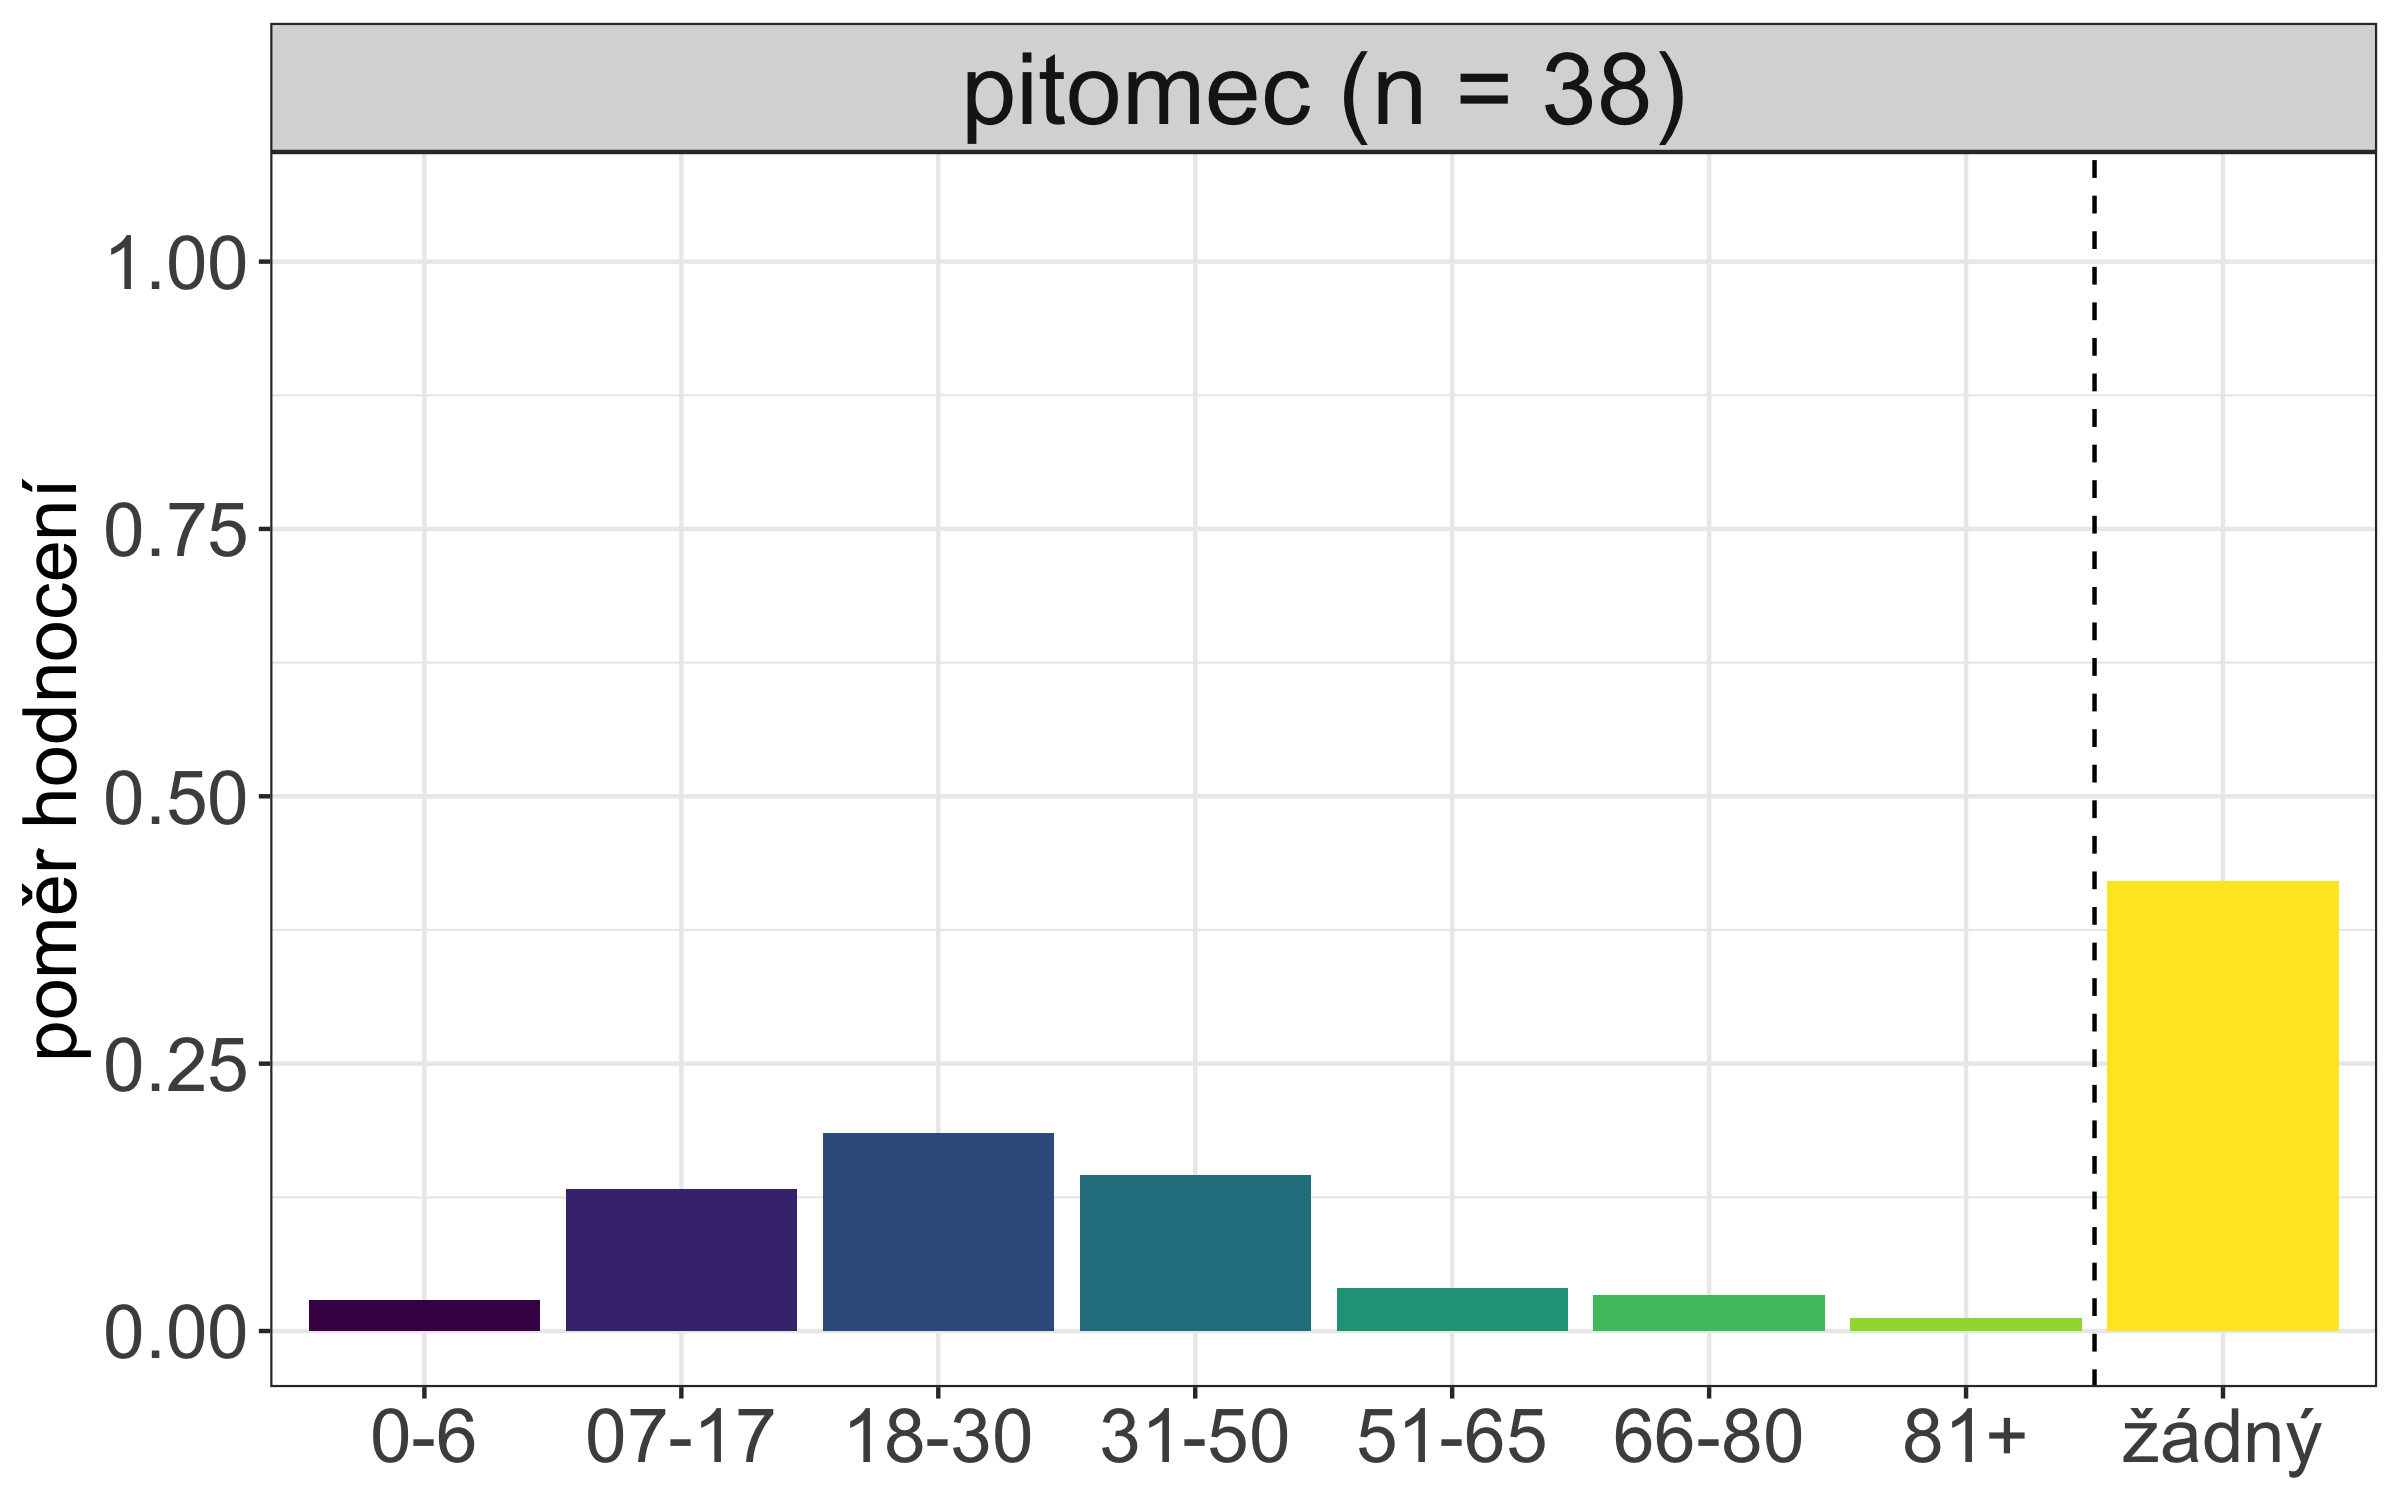 pitomec (n = 38)
poměr hodnocení
1.00
0.75
0.50
0.25
0.00
0-6 07-17 18-30 31-50 51-65 66-80 81+ žádný